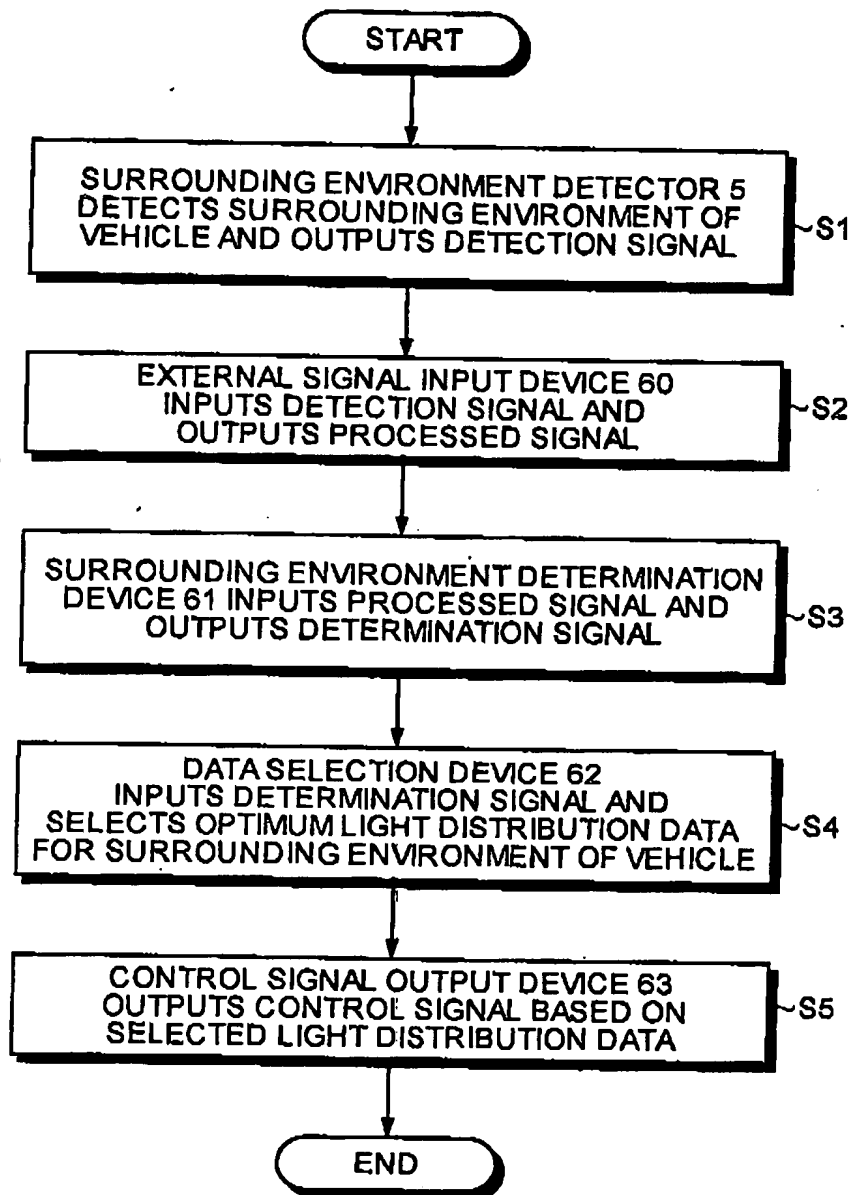 START
SURROUNDING ENVIRONMENT DETECTOR 5
DETECTS SURROUNDING ENVIRONMENT OF
VEHICLE AND OUTPUTS DETECTION SIGNAL
S1
EXTERNAL SIGNAL INPUT DEVICE 60
INPUTS DETECTION SIGNAL AND
OUTPUTS PROCESSED SIGNAL
S2
SURROUNDING ENVIRONMENT DETERMINATION
DEVICE 61 INPUTS PROCESSED SIGNAL AND
OUTPUTS DETERMINATION SIGNAL
S3
DATA SELECTION DEVICE 62
INPUTS DETERMINATION SIGNAL AND
SELECTS OPTIMUM LIGHT DISTRIBUTION DATA
FOR SURROUNDING ENVIRONMENT OF VEHICLE
S4
CONTROL SIGNAL OUTPUT DEVICE 63
OUTPUTS CONTROL SIGNAL BASED ON
SELECTED LIGHT DISTRIBUTION DATA
S5
END